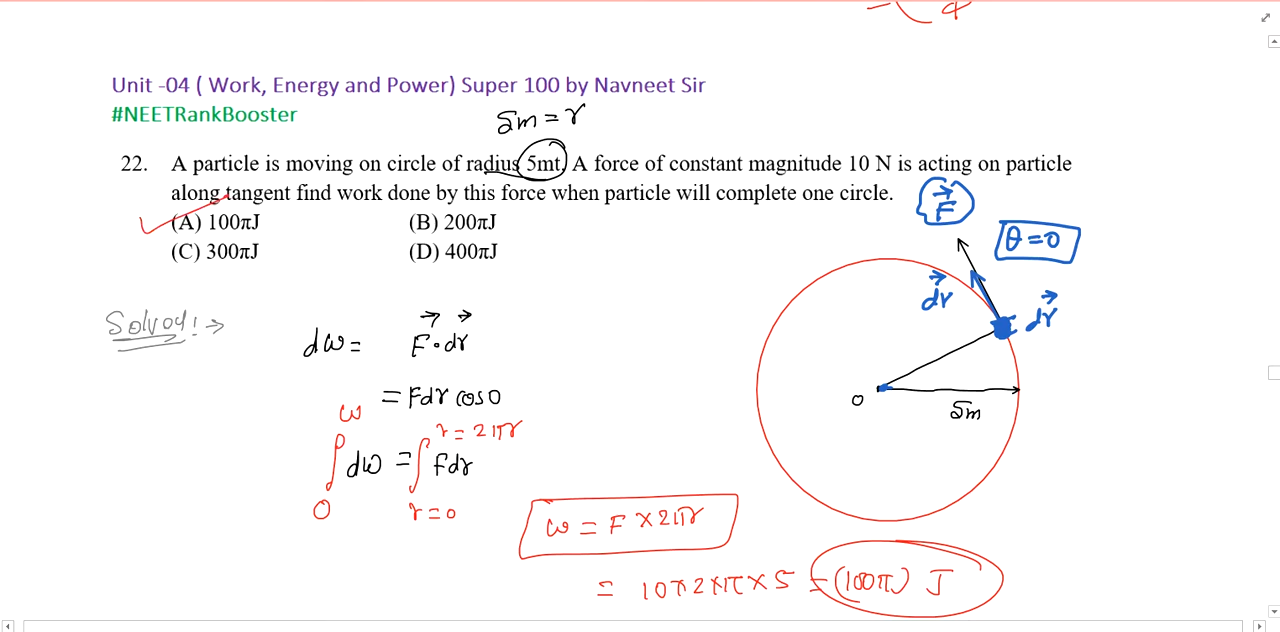 Unit -04 ( Work, Energy and Power) Super 100 by Navneet Sir
#NEETRankBooster
5m = r
22. A particle is moving on circle of radius 5mt. A force of constant magnitude 10 N is acting on particle
along tangent find work done by this force when particle will complete one circle.
(A) 100πJ (B) 200πJ
(C) 300πJ (D) 400πJ
F⃗
θ = 0
dr⃗
dr⃗
O
5m
dω = F⃗ · dr⃗
= Fdr cos0
∫₀^ω dω = ∫_{r=0}^{r=2πr} Fdr
ω = F × 2πr
= 10 × 2 × π × 5 = (100π) J